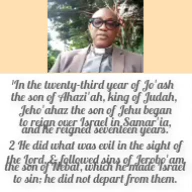 "In the twenty-third year of Jo'ash
the son of Ahazi'ah, king of Judah,
Jeho'ahaz the son of Jehu began
to reign over Israel in Samar'ia,
and he reigned seventeen years.
2 He did what was evil in the sight of
the Lord, & followed sins of Jerobo'am
the son of Nebat, which he made Israel
to sin; he did not depart from them.